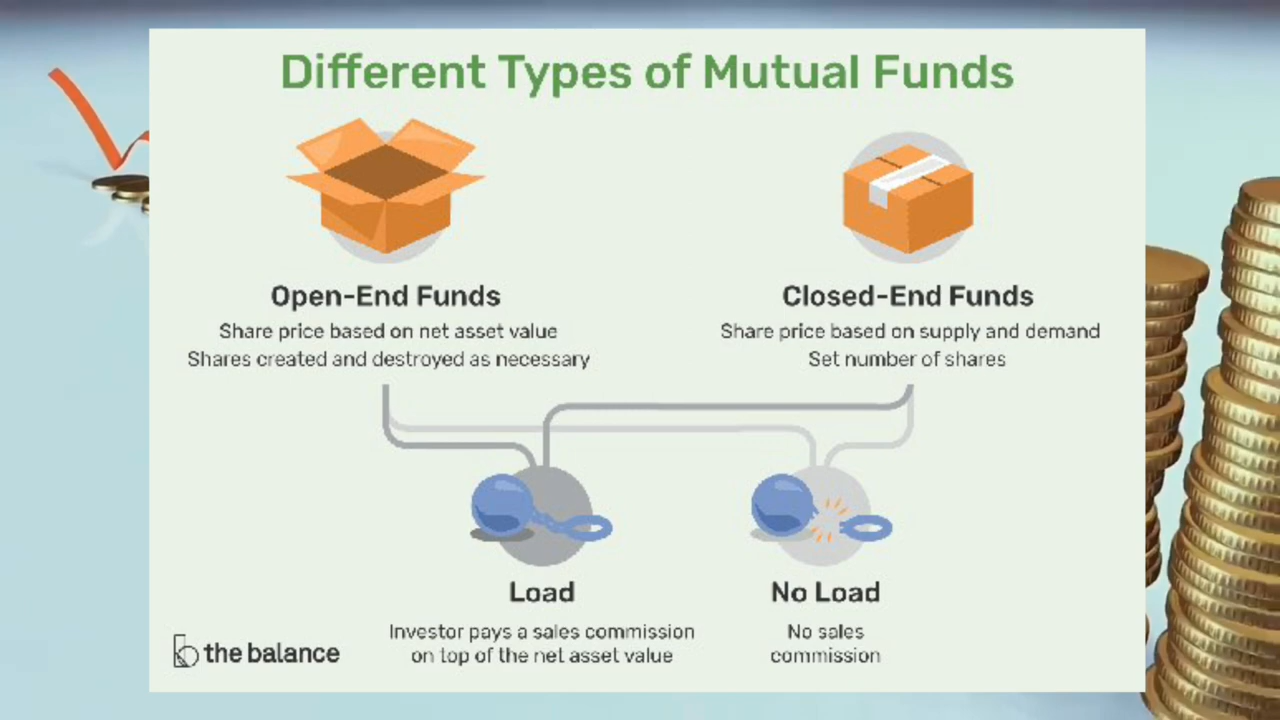 Different Types of Mutual Funds
Open-End Funds
Share price based on net asset value
Shares created and destroyed as necessary
Closed-End Funds
Share price based on supply and demand
Set number of shares
Load
Investor pays a sales commission
on top of the net asset value
No Load
No sales
commission
the balance